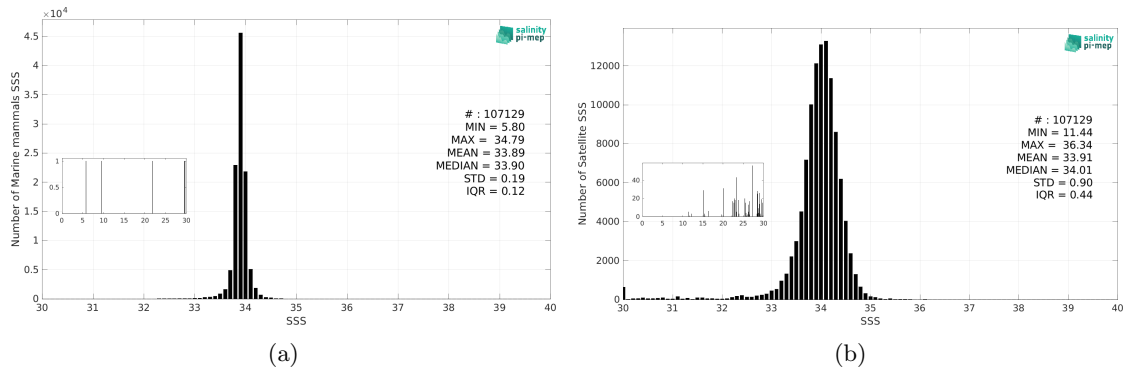 ×10⁴
4.5
4
3.5
3
2.5
2
1.5
1
0.5
0
Number of Marine mammals SSS
30 31 32 33 34 35 36 37 38 39 40
SSS
salinity
pi-mep
# : 107129
MIN = 5.80
MAX = 34.79
MEAN = 33.89
MEDIAN = 33.90
STD = 0.19
IQR = 0.12
1
0.5
0
0 5 10 15 20 25 30
(a)
12000
10000
8000
6000
4000
2000
0
Number of Satellite SSS
30 31 32 33 34 35 36 37 38 39 40
SSS
salinity
pi-mep
# : 107129
MIN = 11.44
MAX = 36.34
MEAN = 33.91
MEDIAN = 34.01
STD = 0.90
IQR = 0.44
40
20
0
0 5 10 15 20 25 30
(b)